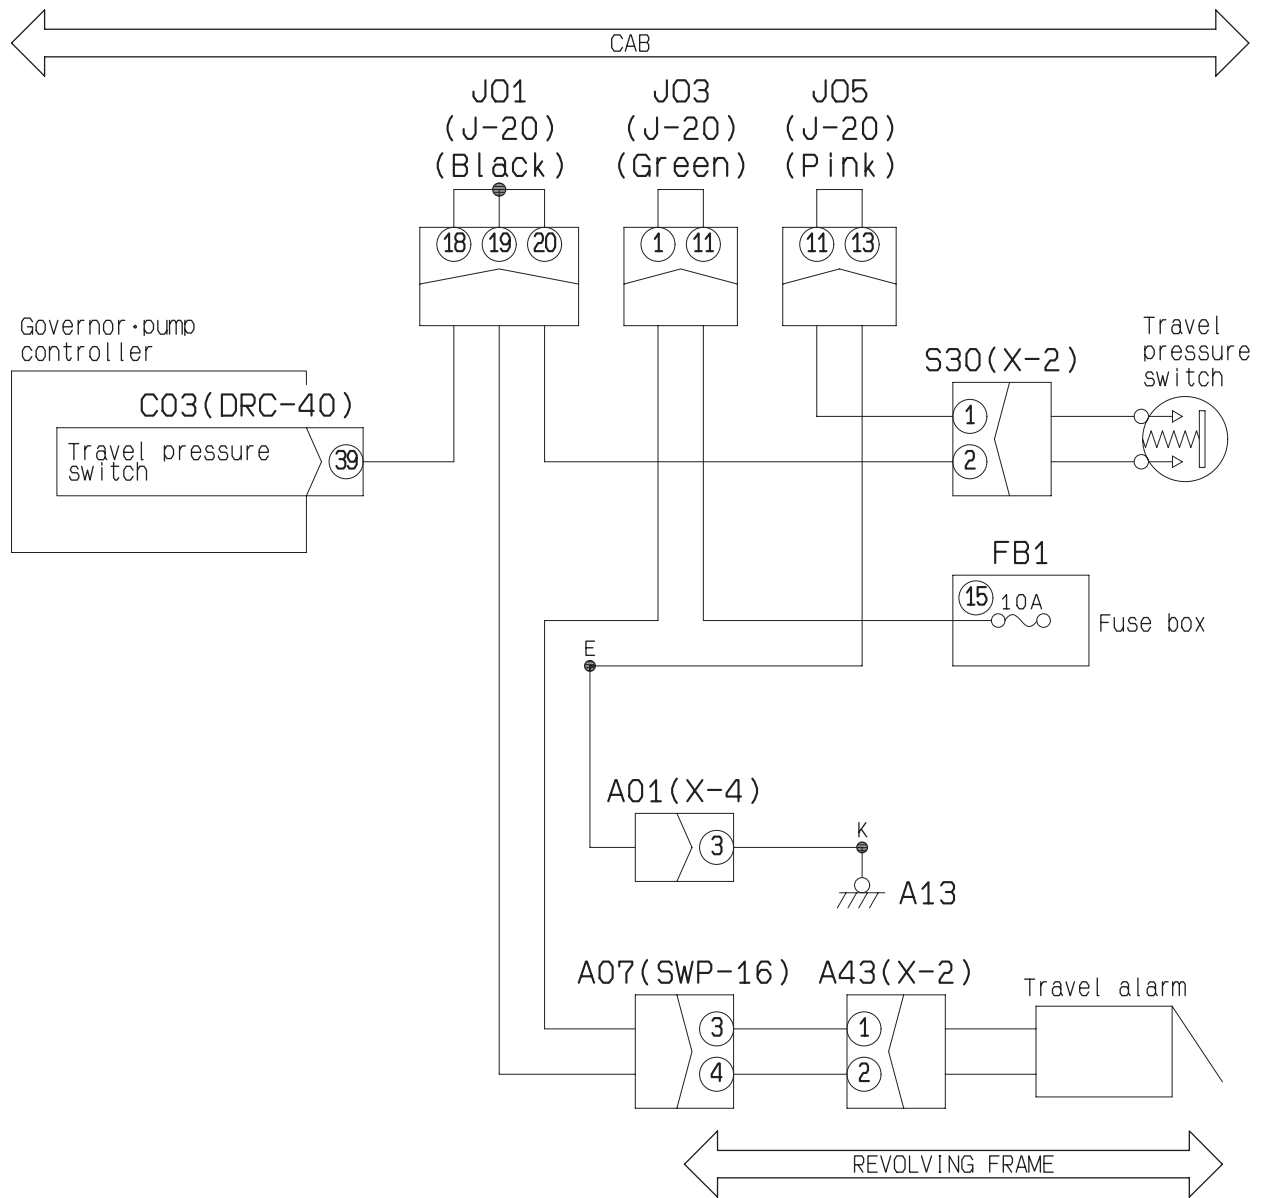 CAB
J01
(J-20)
(Black)
J03
(J-20)
(Green)
J05
(J-20)
(Pink)
18 19 20
1 11
11 13
Governor･pump
controller
C03(DRC-40)
Travel pressure
switch
39
S30(X-2)
1
2
Travel
pressure
switch
FB1
15
10A
Fuse box
E
A01(X-4)
3
K
A13
A07(SWP-16)
3
4
A43(X-2)
1
2
Travel alarm
REVOLVING FRAME